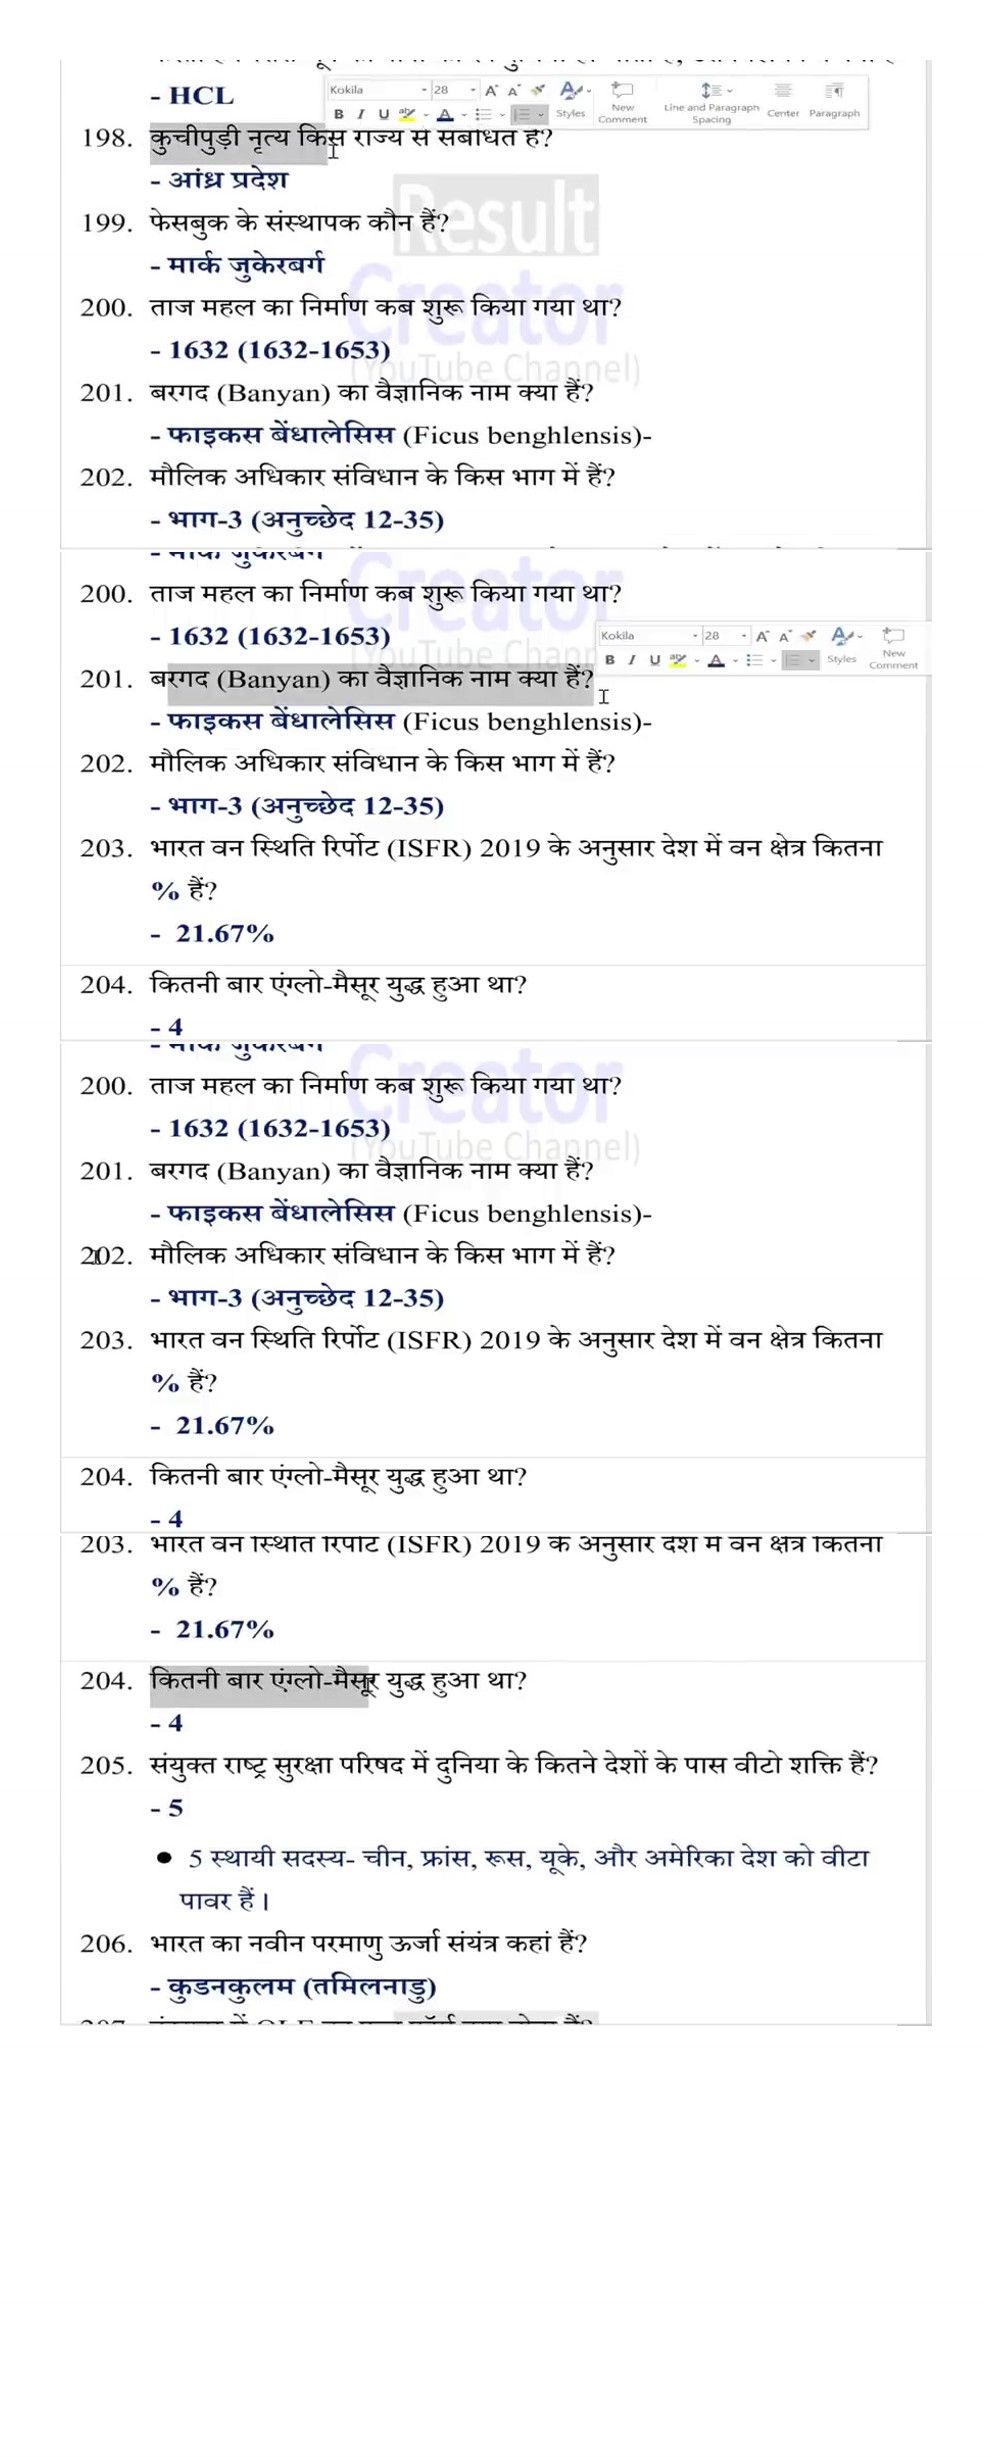 - HCL
Kokila 28
Styles New Comment Line and Paragraph Spacing Center Paragraph
198. कुचीपुड़ी नृत्य किस राज्य से संबंधित है?
- आंध्र प्रदेश
Result
199. फेसबुक के संस्थापक कौन हैं?
- मार्क जुकेरबर्ग
Creator
200. ताज महल का निर्माण कब शुरू किया गया था?
- 1632 (1632-1653)
(YouTube Channel)
201. बरगद (Banyan) का वैज्ञानिक नाम क्या हैं?
- फाइकस बेंधालेसिस (Ficus benghlensis)-
202. मौलिक अधिकार संविधान के किस भाग में हैं?
- भाग-3 (अनुच्छेद 12-35)
- मार्क जुकेरबर्ग
Creator
200. ताज महल का निर्माण कब शुरू किया गया था?
- 1632 (1632-1653)
Kokila 28
Styles New Comment
201. बरगद (Banyan) का वैज्ञानिक नाम क्या हैं?
- फाइकस बेंधालेसिस (Ficus benghlensis)-
202. मौलिक अधिकार संविधान के किस भाग में हैं?
- भाग-3 (अनुच्छेद 12-35)
203. भारत वन स्थिति रिर्पोट (ISFR) 2019 के अनुसार देश में वन क्षेत्र कितना
% हैं?
- 21.67%
204. कितनी बार एंग्लो-मैसूर युद्ध हुआ था?
- 4
- मार्क जुकेरबर्ग
Creator
200. ताज महल का निर्माण कब शुरू किया गया था?
- 1632 (1632-1653)
(YouTube Channel)
201. बरगद (Banyan) का वैज्ञानिक नाम क्या हैं?
- फाइकस बेंधालेसिस (Ficus benghlensis)-
202. मौलिक अधिकार संविधान के किस भाग में हैं?
- भाग-3 (अनुच्छेद 12-35)
203. भारत वन स्थिति रिर्पोट (ISFR) 2019 के अनुसार देश में वन क्षेत्र कितना
% हैं?
- 21.67%
204. कितनी बार एंग्लो-मैसूर युद्ध हुआ था?
- 4
203. भारत वन स्थिति रिर्पोट (ISFR) 2019 के अनुसार देश में वन क्षेत्र कितना
% हैं?
- 21.67%
204. कितनी बार एंग्लो-मैसूर युद्ध हुआ था?
- 4
205. संयुक्त राष्ट्र सुरक्षा परिषद में दुनिया के कितने देशों के पास वीटो शक्ति हैं?
- 5
● 5 स्थायी सदस्य- चीन, फ्रांस, रूस, यूके, और अमेरिका देश को वीटा
पावर हैं।
206. भारत का नवीन परमाणु ऊर्जा संयंत्र कहां हैं?
- कुडनकुलम (तमिलनाडु)